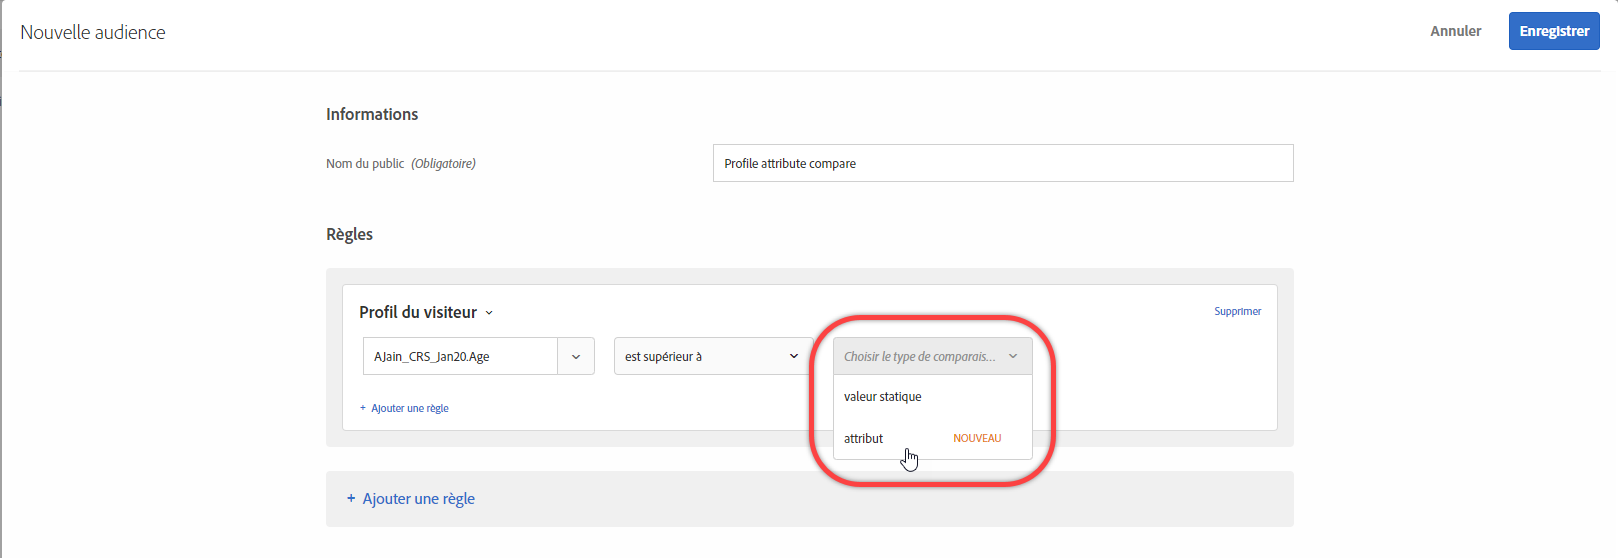 Nouvelle audience
Annuler
Enregistrer
Informations
Nom du public (Obligatoire)
Profile attribute compare
Règles
Profil du visiteur
Supprimer
AJain_CRS_Jan20.Age
est supérieur à
Choisir le type de comparais...
valeur statique
attribut NOUVEAU
+ Ajouter une règle
+ Ajouter une règle